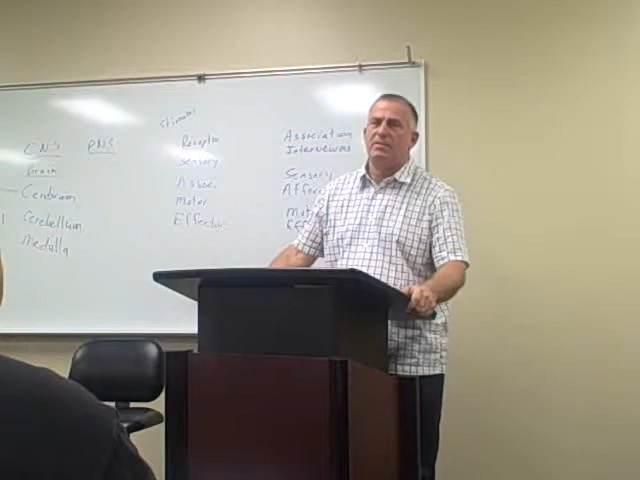 CNS PNS
Brain
Cerebrum
Cerebellum
Medulla
Stimuli
Receptor
Sensory
Assoc.
Motor
Effector
Association
Interneurons
Sensory